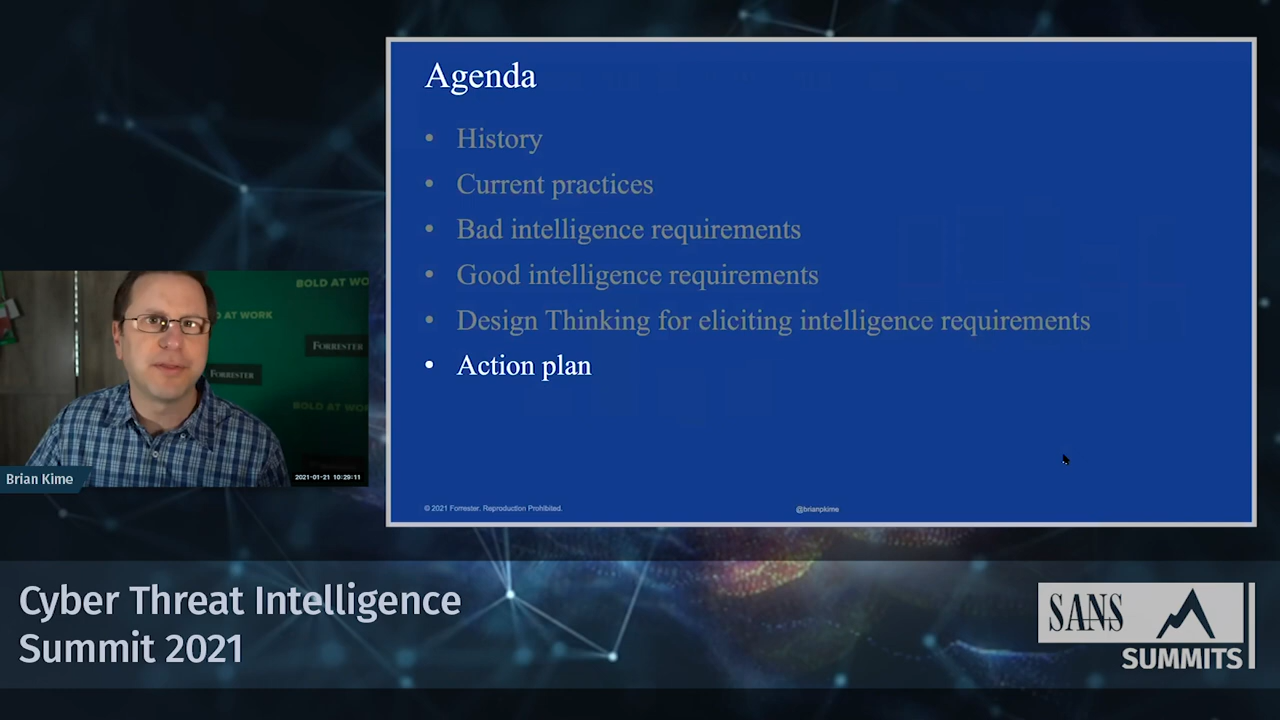 Agenda
• History
• Current practices
• Bad intelligence requirements
• Good intelligence requirements
• Design Thinking for eliciting intelligence requirements
• Action plan
© 2021 Forrester. Reproduction Prohibited.
@brianpkime
BOLD AT WO
D AT WORK
FORRESTER
FORRESTER
BOLD AT WORK
Brian Kime
2021-01-21 10:29:11
Cyber Threat Intelligence
Summit 2021
SANS
SUMMITS